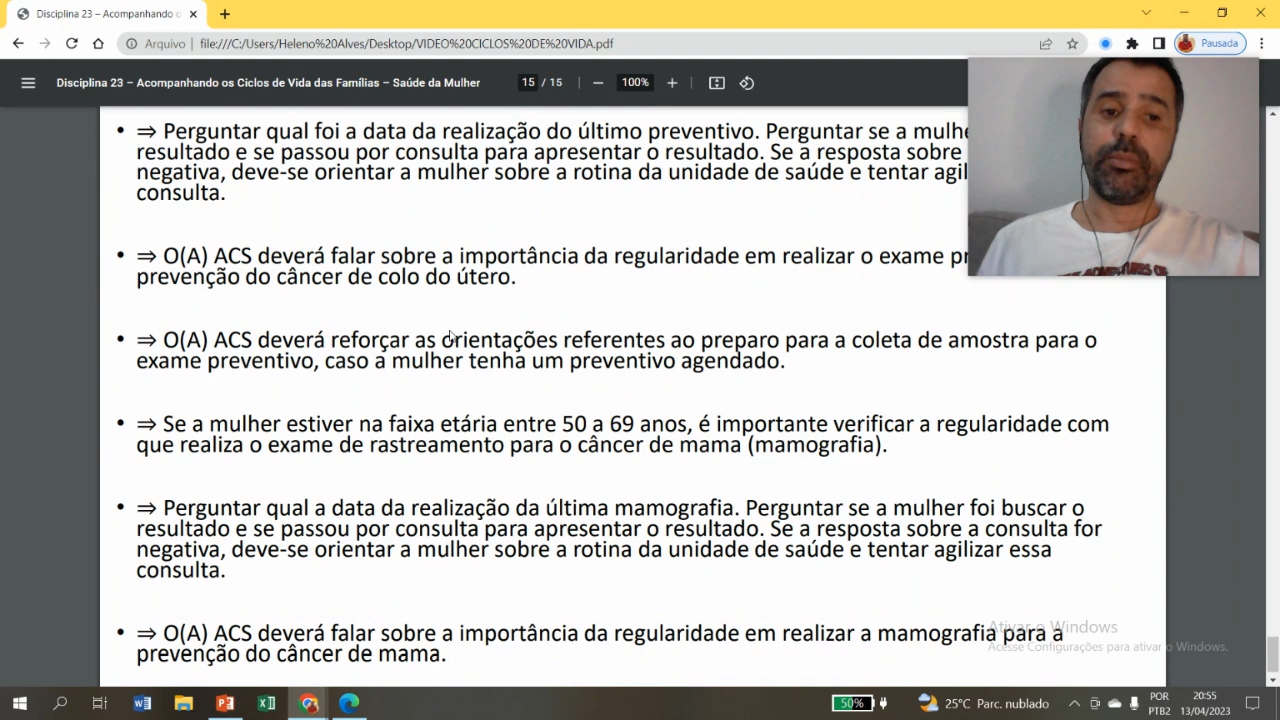 Disciplina 23 – Acompanhando o
Arquivo
file:///C:/Users/Heleno%20Alves/Desktop/VIDEO%20CICLOS%20DE%20VIDA.pdf
Pausada
Disciplina 23 – Acompanhando os Ciclos de Vida das Famílias – Saúde da Mulher
15 / 15
100%
• ⇒ Perguntar qual foi a data da realização do último preventivo. Perguntar se a mulhe
resultado e se passou por consulta para apresentar o resultado. Se a resposta sobre
negativa, deve-se orientar a mulher sobre a rotina da unidade de saúde e tentar agil
consulta.
• ⇒ O(A) ACS deverá falar sobre a importância da regularidade em realizar o exame pr
prevenção do câncer de colo do útero.
• ⇒ O(A) ACS deverá reforçar as orientações referentes ao preparo para a coleta de amostra para o
exame preventivo, caso a mulher tenha um preventivo agendado.
• ⇒ Se a mulher estiver na faixa etária entre 50 a 69 anos, é importante verificar a regularidade com
que realiza o exame de rastreamento para o câncer de mama (mamografia).
• ⇒ Perguntar qual a data da realização da última mamografia. Perguntar se a mulher foi buscar o
resultado e se passou por consulta para apresentar o resultado. Se a resposta sobre a consulta for
negativa, deve-se orientar a mulher sobre a rotina da unidade de saúde e tentar agilizar essa
consulta.
• ⇒ O(A) ACS deverá falar sobre a importância da regularidade em realizar a mamografia para a
prevenção do câncer de mama.
Ativar o Windows
Acesse Configurações para ativar o Windows.
50%
25°C Parc. nublado
POR
PTB2
20:55
13/04/2023